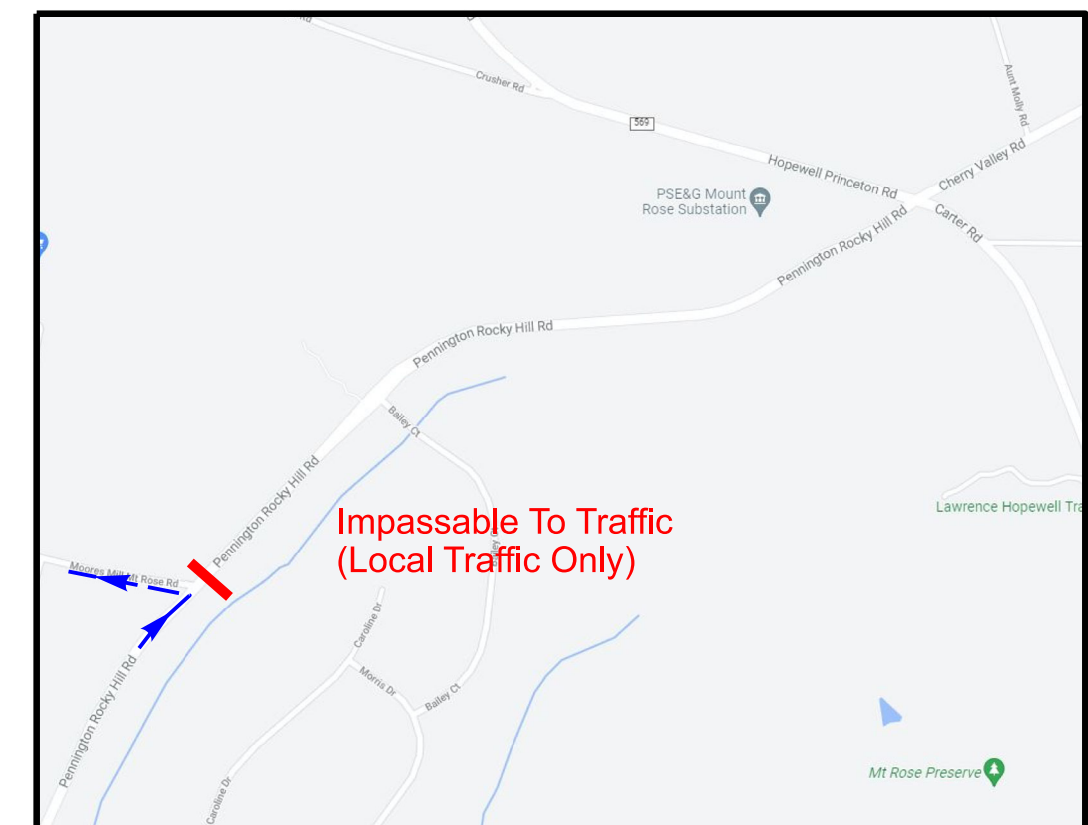 Rd
Crusher Rd
Aunt Molly Rd
569
Hopewell Princeton Rd
Cherry Valley Rd
PSE&G Mount
Rose Substation
Carter Rd
Pennington Rocky Hill Rd
Pennington Rocky Hill Rd
Bailey Ct
Pennington Rocky Hill Rd
Impassable To Traffic
(Local Traffic Only)
Bailey Ct
Lawrence Hopewell Tra
Moores Mill Mt Rose Rd
Caroline Dr
Morris Dr
Bailey Ct
Pennington Rocky Hill Rd
Caroline Dr
Mt Rose Preserve